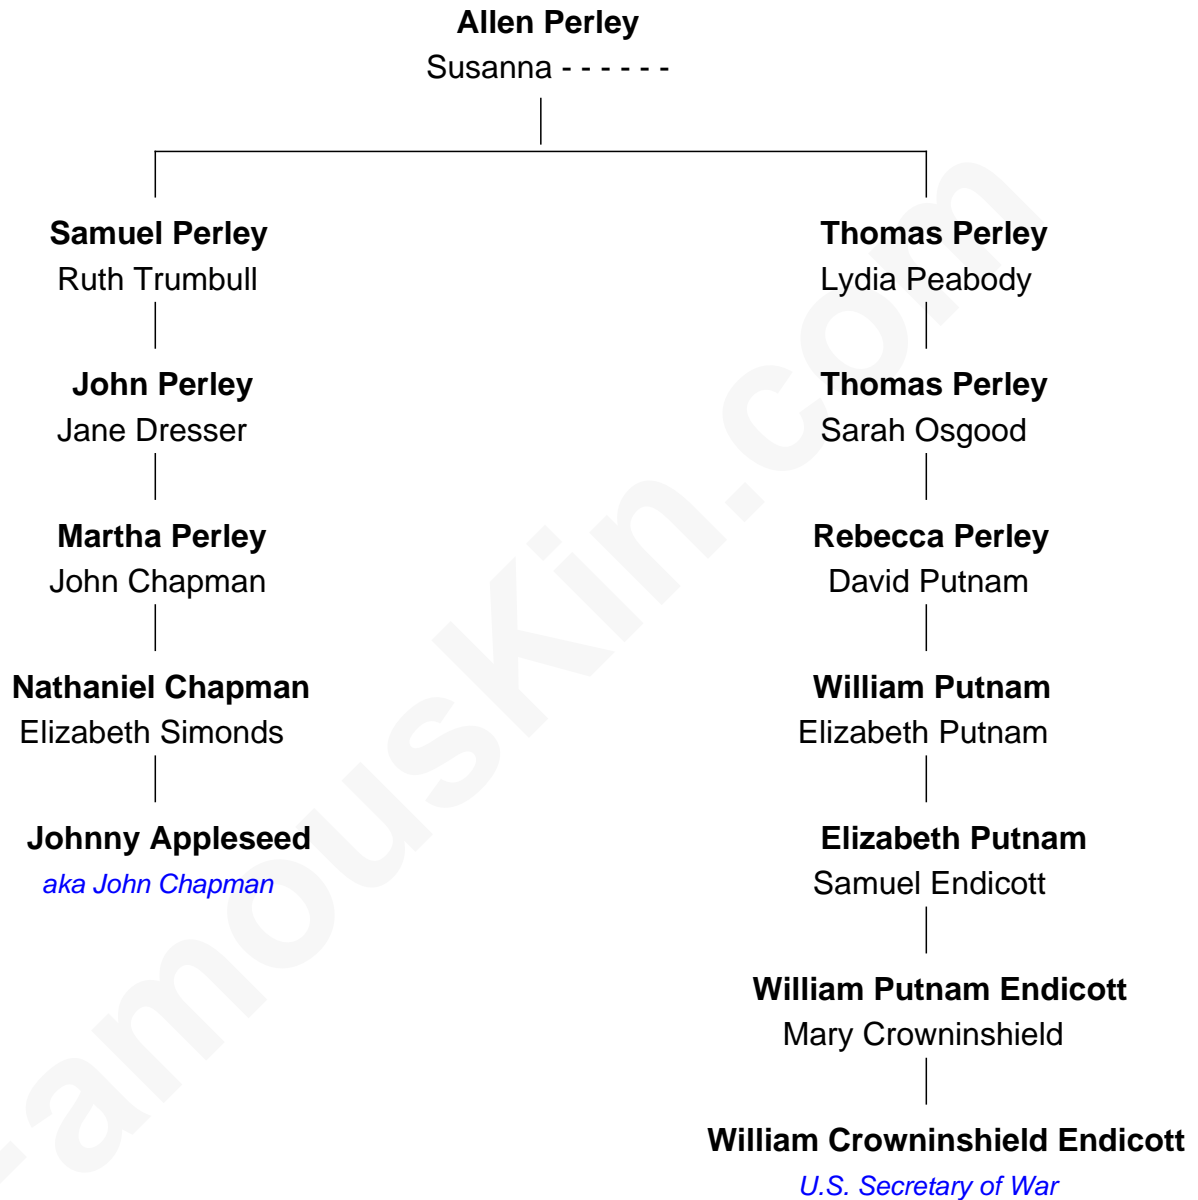 Allen Perley
Susanna - - - - - -
Samuel Perley
Ruth Trumbull
John Perley
Jane Dresser
Martha Perley
John Chapman
Nathaniel Chapman
Elizabeth Simonds
Johnny Appleseed
aka John Chapman
Thomas Perley
Lydia Peabody
Thomas Perley
Sarah Osgood
Rebecca Perley
David Putnam
William Putnam
Elizabeth Putnam
Elizabeth Putnam
Samuel Endicott
William Putnam Endicott
Mary Crowninshield
William Crowninshield Endicott
U.S. Secretary of War
FamousKin.com